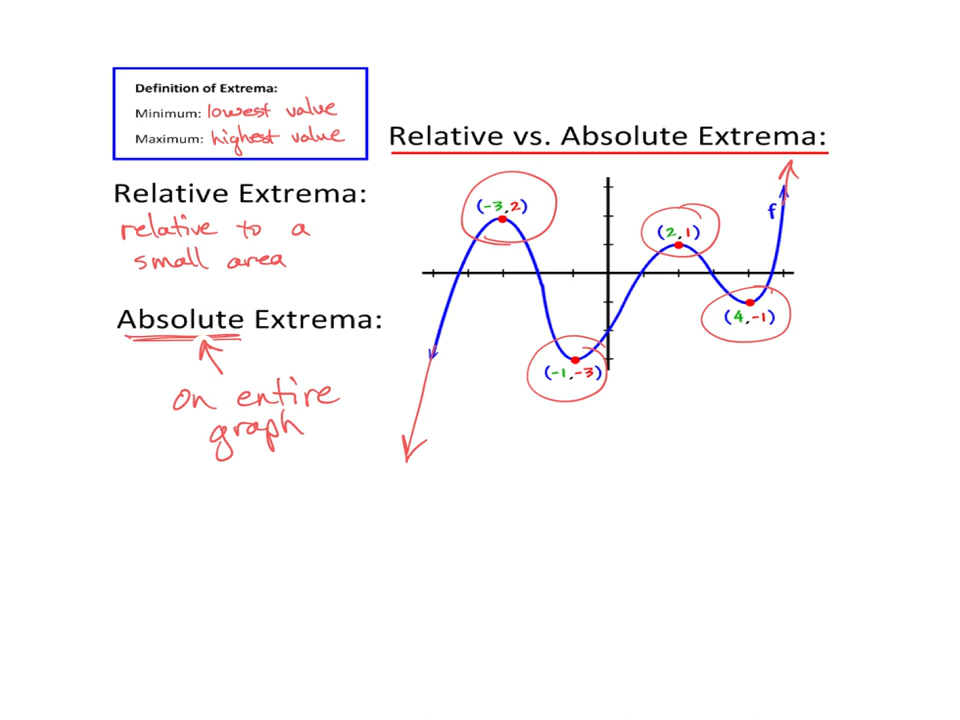 Definition of Extrema:
Minimum: lowest value
Maximum: highest value
Relative vs. Absolute Extrema:
Relative Extrema:
relative to a
small area
Absolute Extrema:
on entire
graph
(-3,2)
(2,1)
f
(4,-1)
(-1,-3)